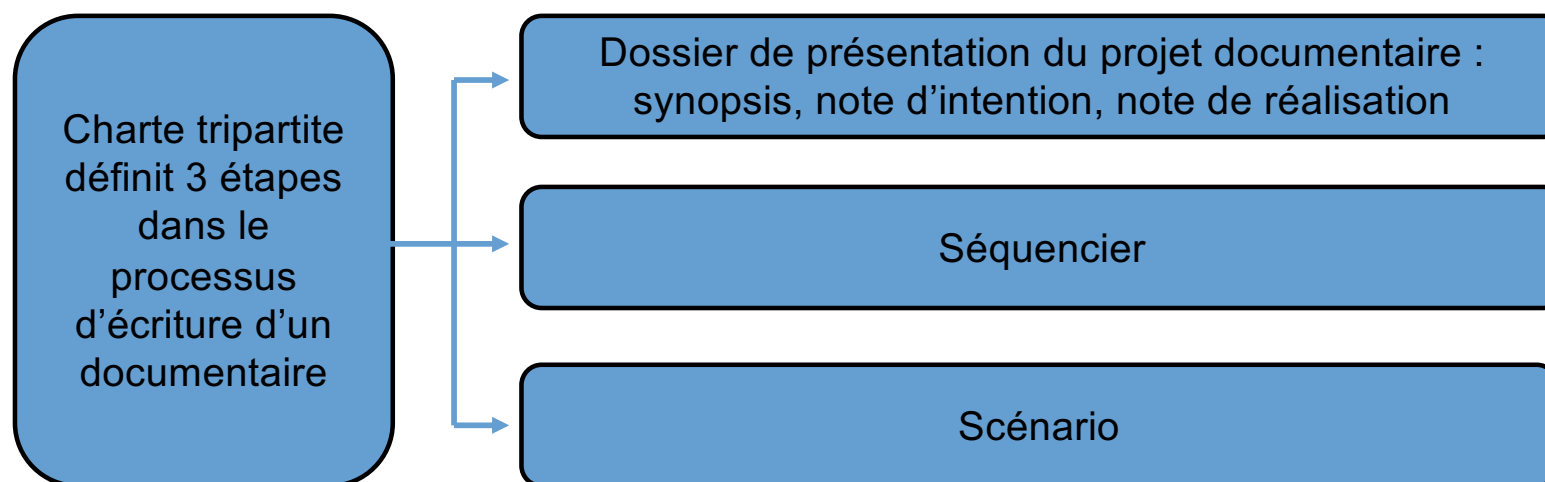 Charte tripartite
définit 3 étapes
dans le
processus
d’écriture d’un
documentaire
Dossier de présentation du projet documentaire :
synopsis, note d’intention, note de réalisation
Séquencier
Scénario